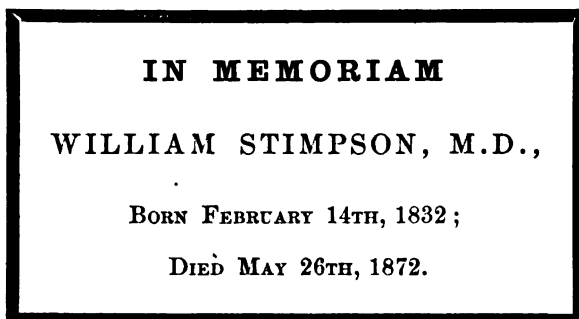 IN MEMORIAM
WILLIAM STIMPSON, M.D.,
BORN FEBRUARY 14TH, 1832;
DIED MAY 26TH, 1872.